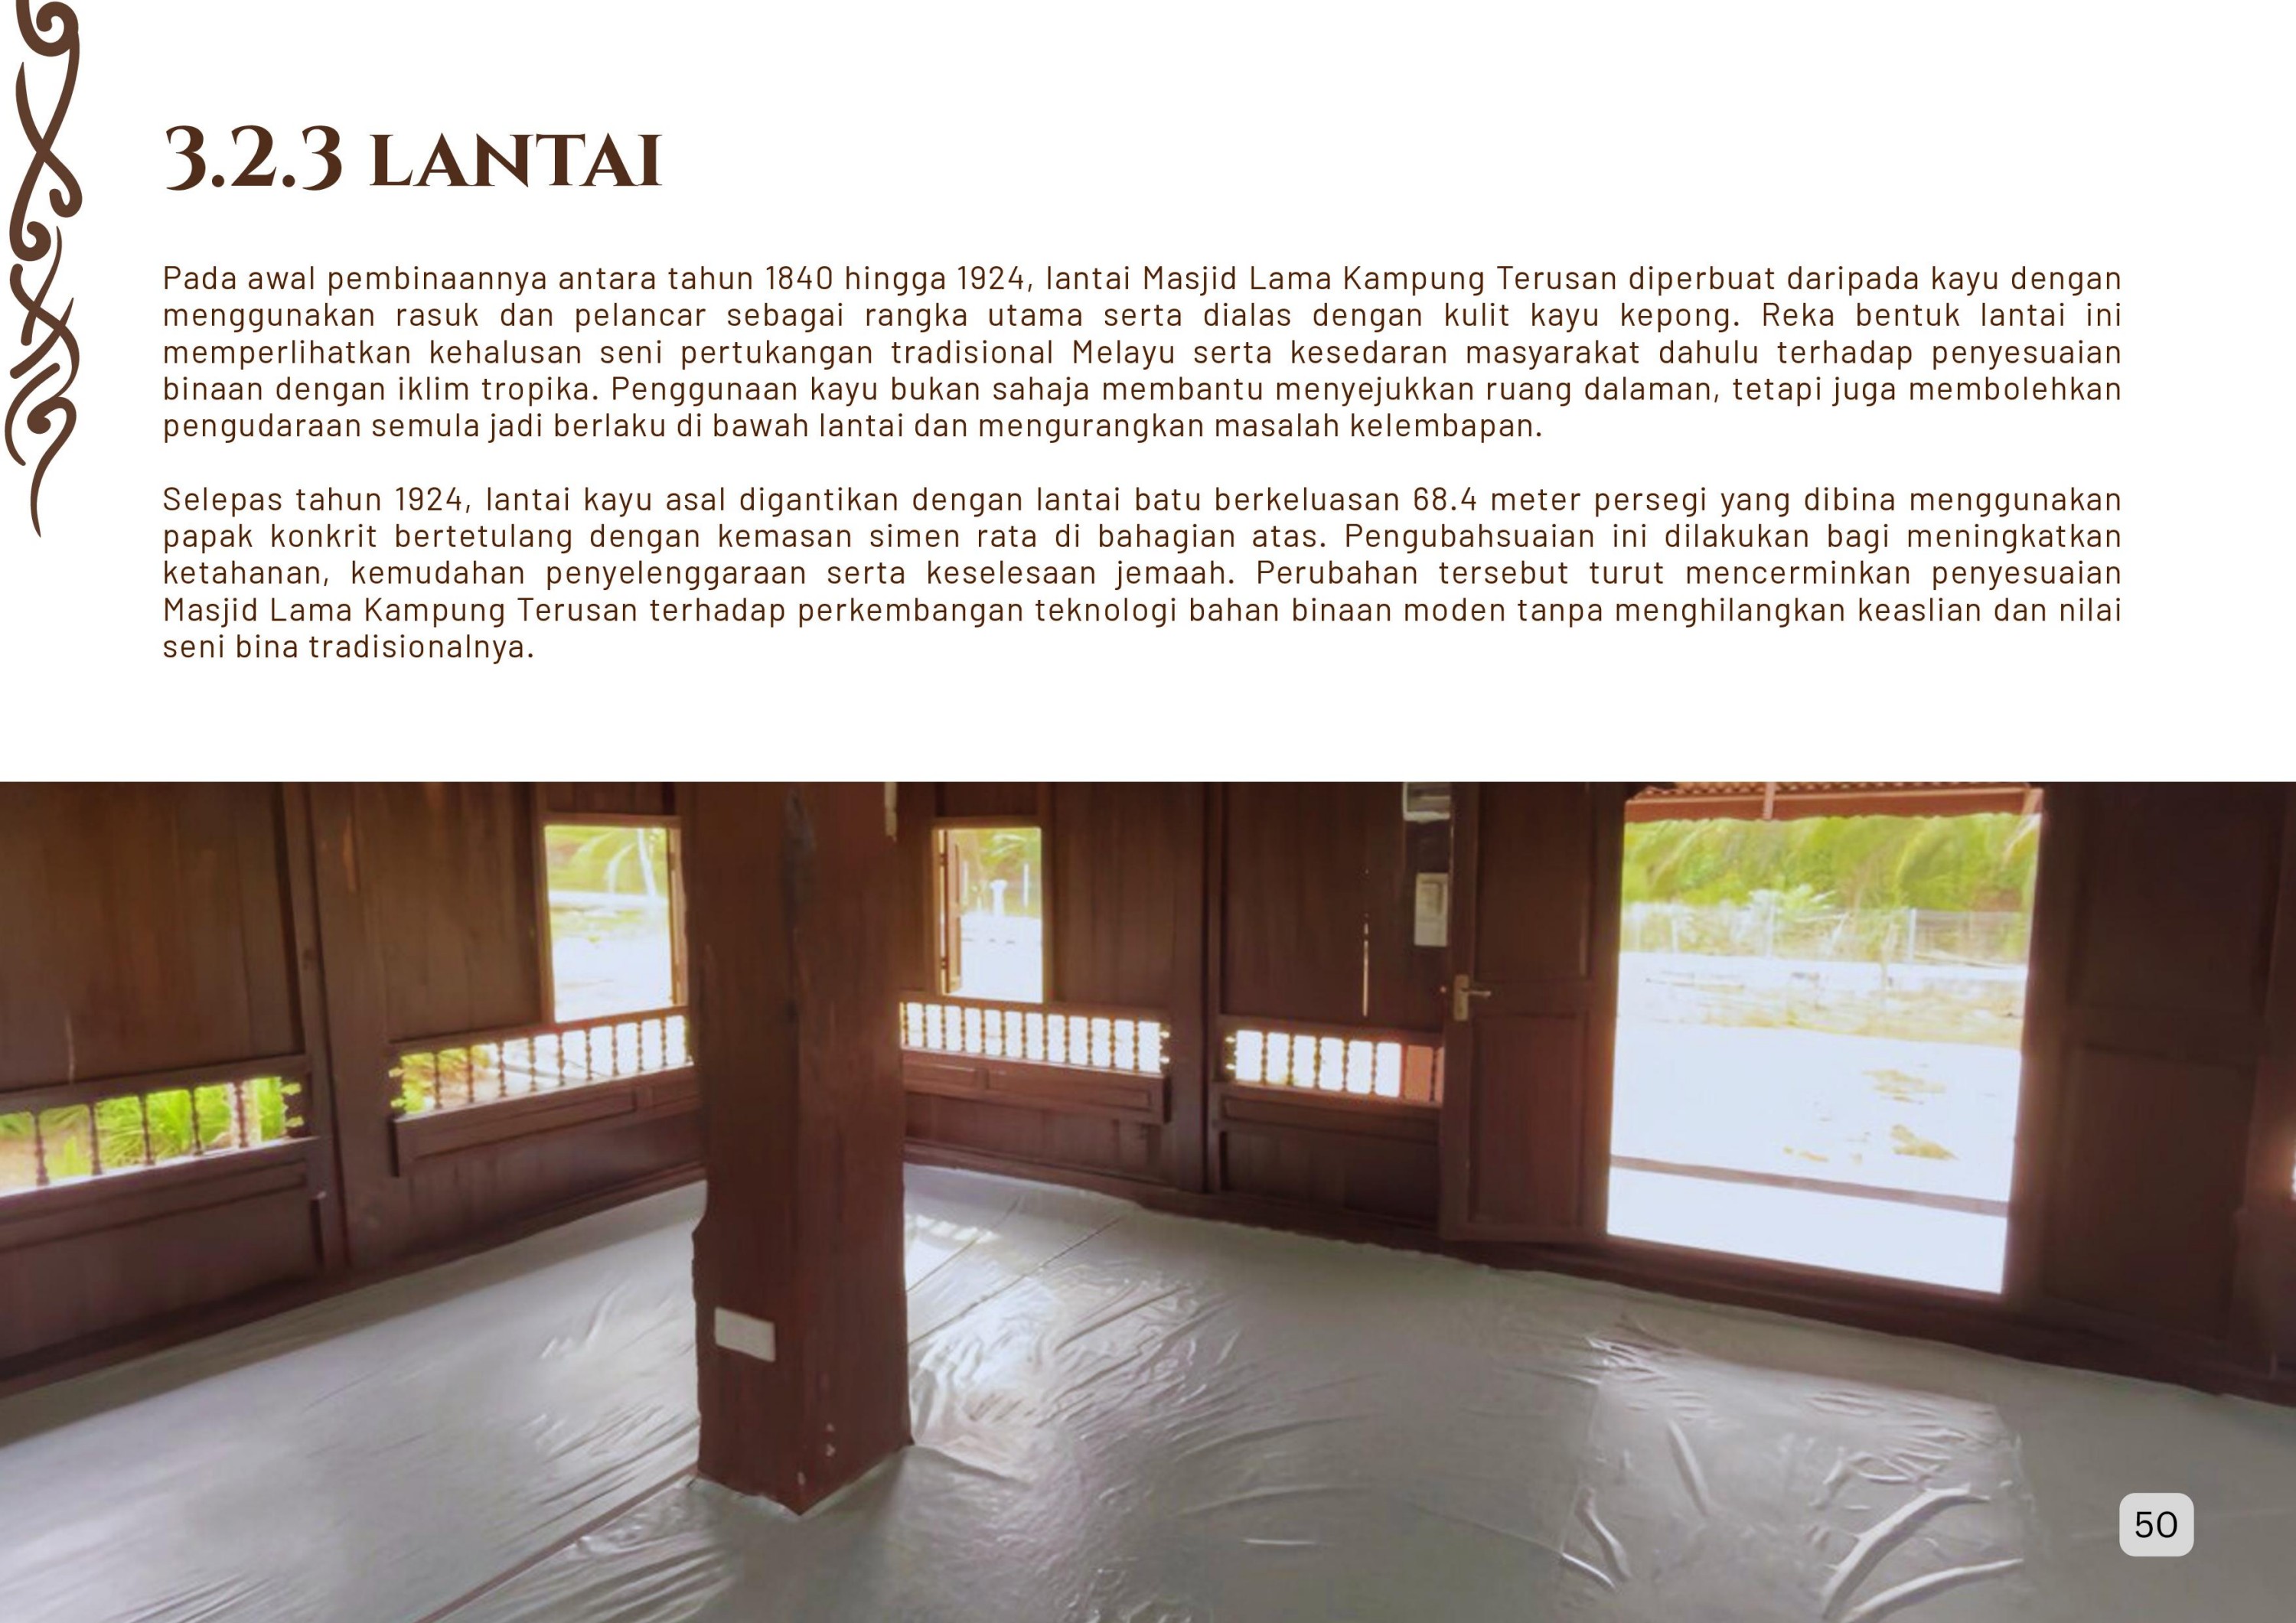 3.2.3 LANTAI
Pada awal pembinaannya antara tahun 1840 hingga 1924, lantai Masjid Lama Kampung Terusan diperbuat daripada kayu dengan
menggunakan rasuk dan pelancar sebagai rangka utama serta dialas dengan kulit kayu kepong. Reka bentuk lantai ini
memperlihatkan kehalusan seni pertukangan tradisional Melayu serta kesedaran masyarakat dahulu terhadap penyesuaian
binaan dengan iklim tropika. Penggunaan kayu bukan sahaja membantu menyejukkan ruang dalaman, tetapi juga membolehkan
pengudaraan semula jadi berlaku di bawah lantai dan mengurangkan masalah kelembapan.
Selepas tahun 1924, lantai kayu asal digantikan dengan lantai batu berkeluasan 68.4 meter persegi yang dibina menggunakan
papak konkrit bertetulang dengan kemasan simen rata di bahagian atas. Pengubahsuaian ini dilakukan bagi meningkatkan
ketahanan, kemudahan penyelenggaraan serta keselesaan jemaah. Perubahan tersebut turut mencerminkan penyesuaian
Masjid Lama Kampung Terusan terhadap perkembangan teknologi bahan binaan moden tanpa menghilangkan keaslian dan nilai
seni bina tradisionalnya.
50